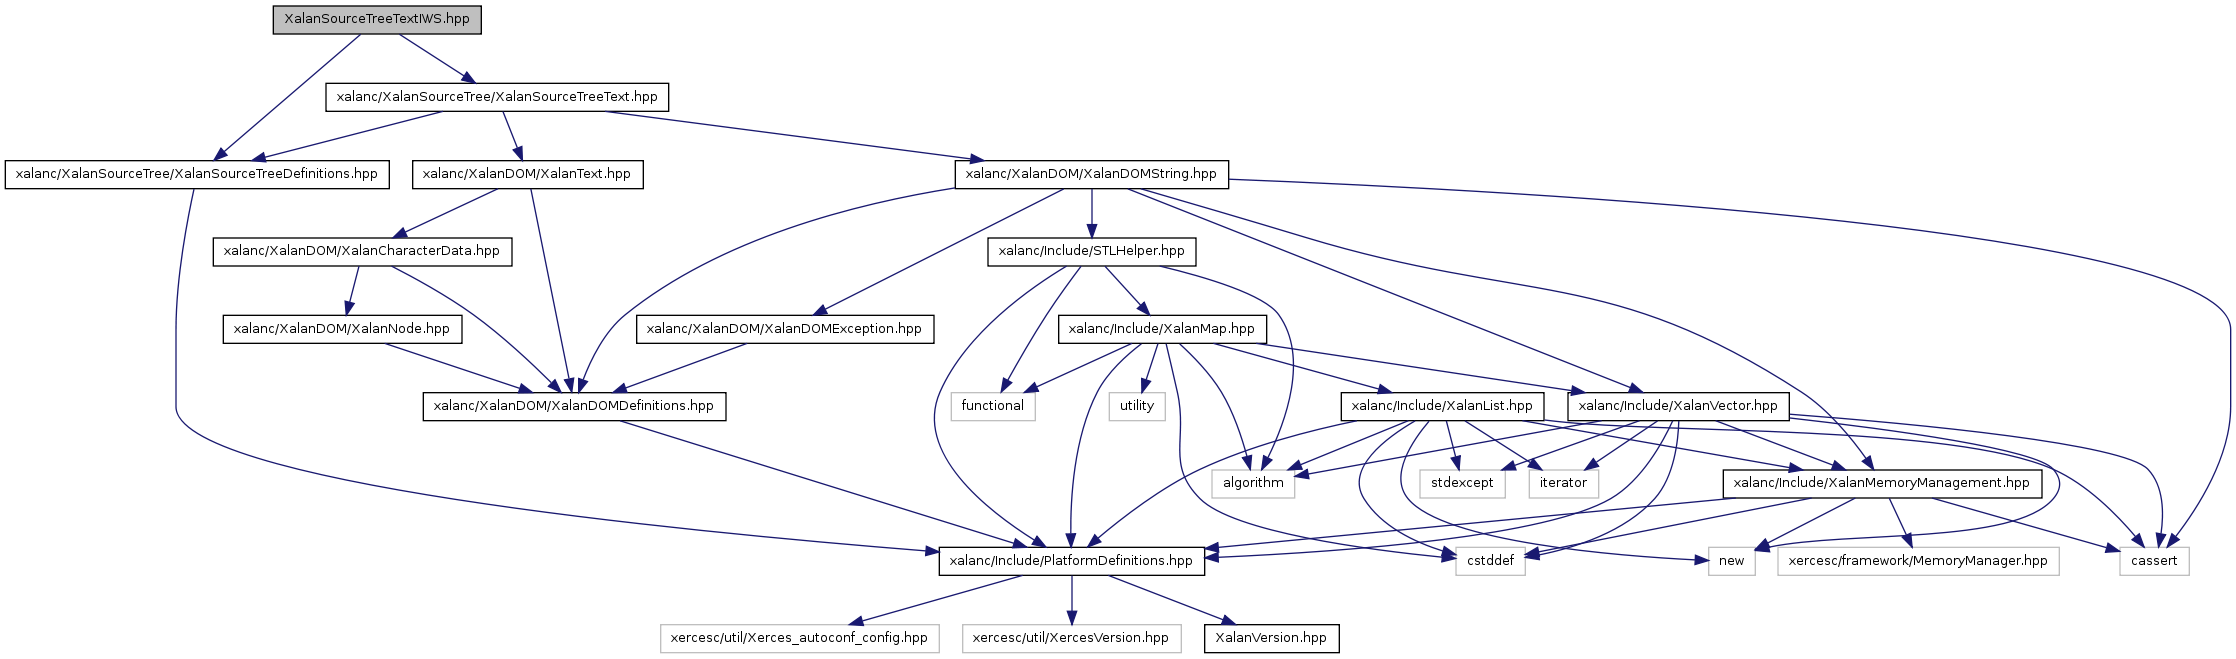 XalanSourceTreeTextIWS.hpp
xalanc/XalanSourceTree/XalanSourceTreeText.hpp
xalanc/XalanSourceTree/XalanSourceTreeDefinitions.hpp
xalanc/XalanDOM/XalanText.hpp
xalanc/XalanDOM/XalanDOMString.hpp
xalanc/XalanDOM/XalanCharacterData.hpp
xalanc/Include/STLHelper.hpp
xalanc/XalanDOM/XalanNode.hpp
xalanc/XalanDOM/XalanDOMException.hpp
xalanc/Include/XalanMap.hpp
xalanc/XalanDOM/XalanDOMDefinitions.hpp
functional
utility
xalanc/Include/XalanList.hpp
xalanc/Include/XalanVector.hpp
algorithm
stdexcept
iterator
xalanc/Include/XalanMemoryManagement.hpp
xalanc/Include/PlatformDefinitions.hpp
cstddef
new
xercesc/framework/MemoryManager.hpp
cassert
xercesc/util/Xerces_autoconf_config.hpp
xercesc/util/XercesVersion.hpp
XalanVersion.hpp